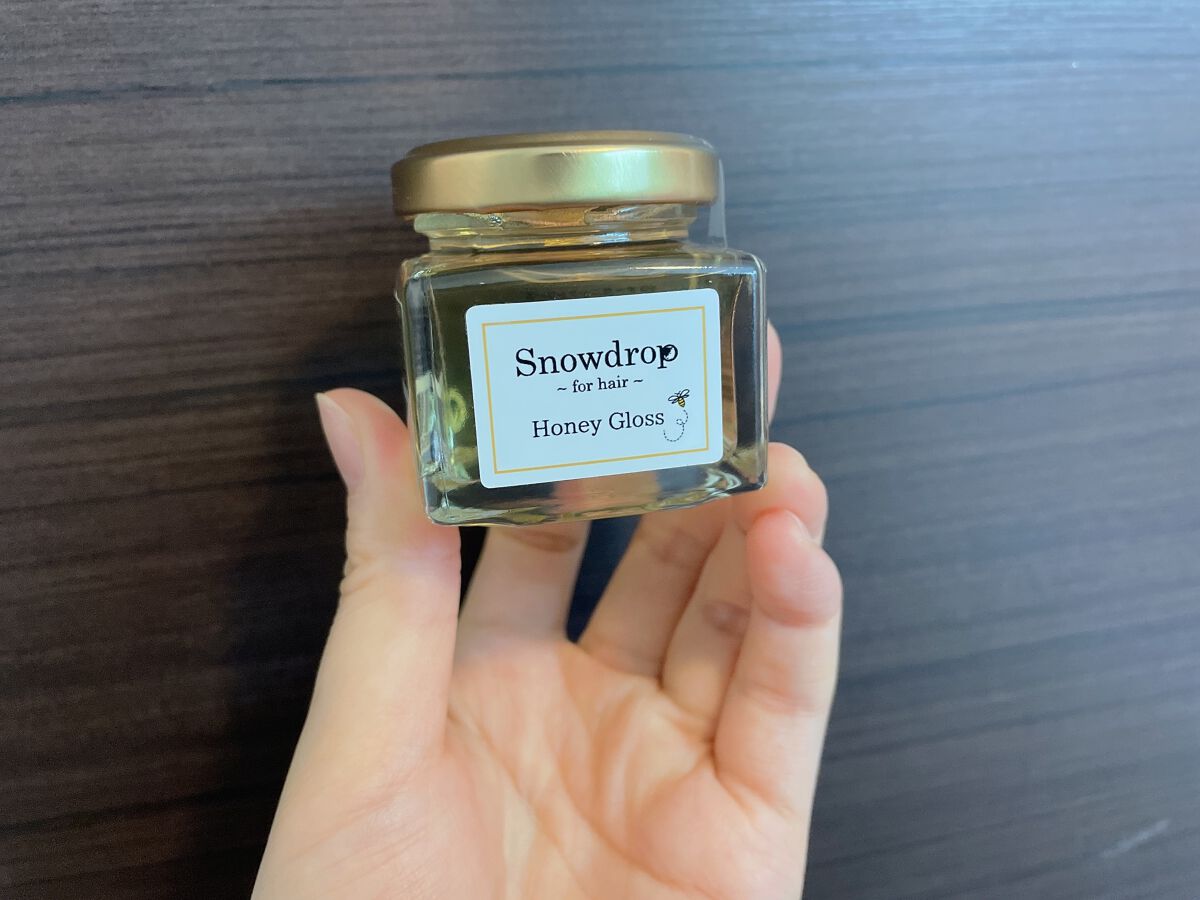 Snowdrop
~ for hair ~
Honey Gloss